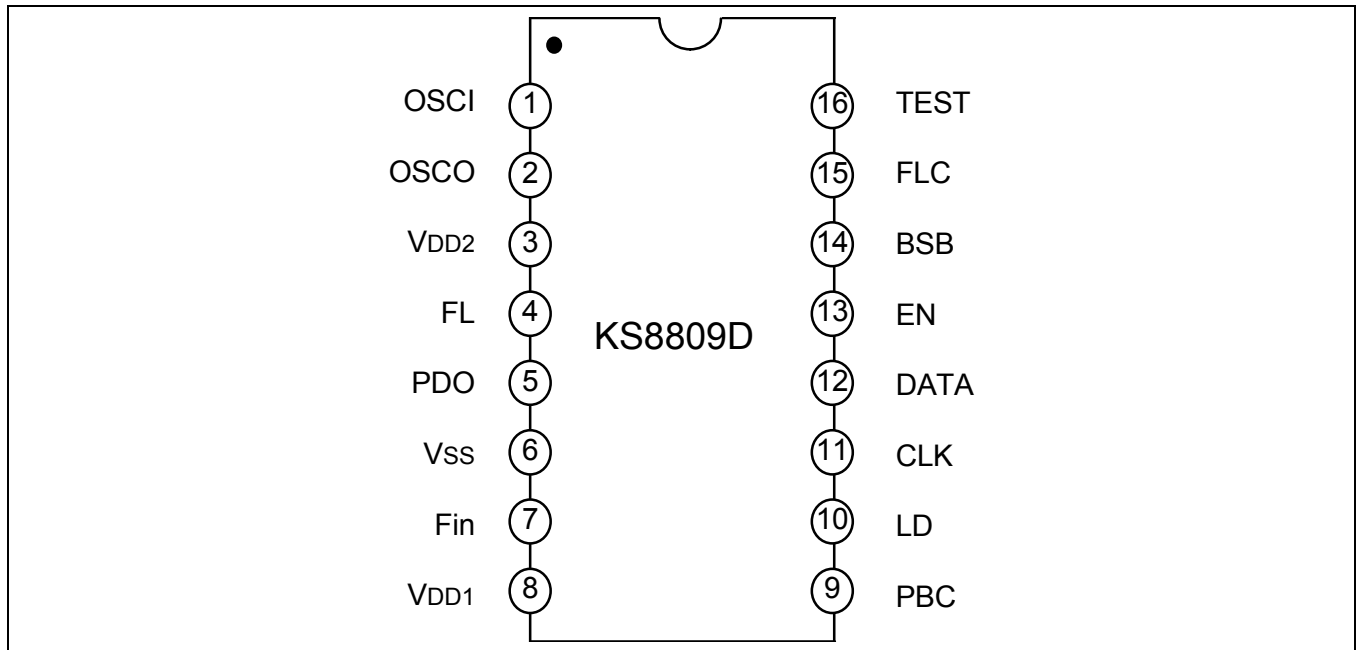 OSCI 1 16 TEST
OSCO 2 15 FLC
VDD2 3 14 BSB
FL 4 13 EN
KS8809D
PDO 5 12 DATA
VSS 6 11 CLK
Fin 7 10 LD
VDD1 8 9 PBC